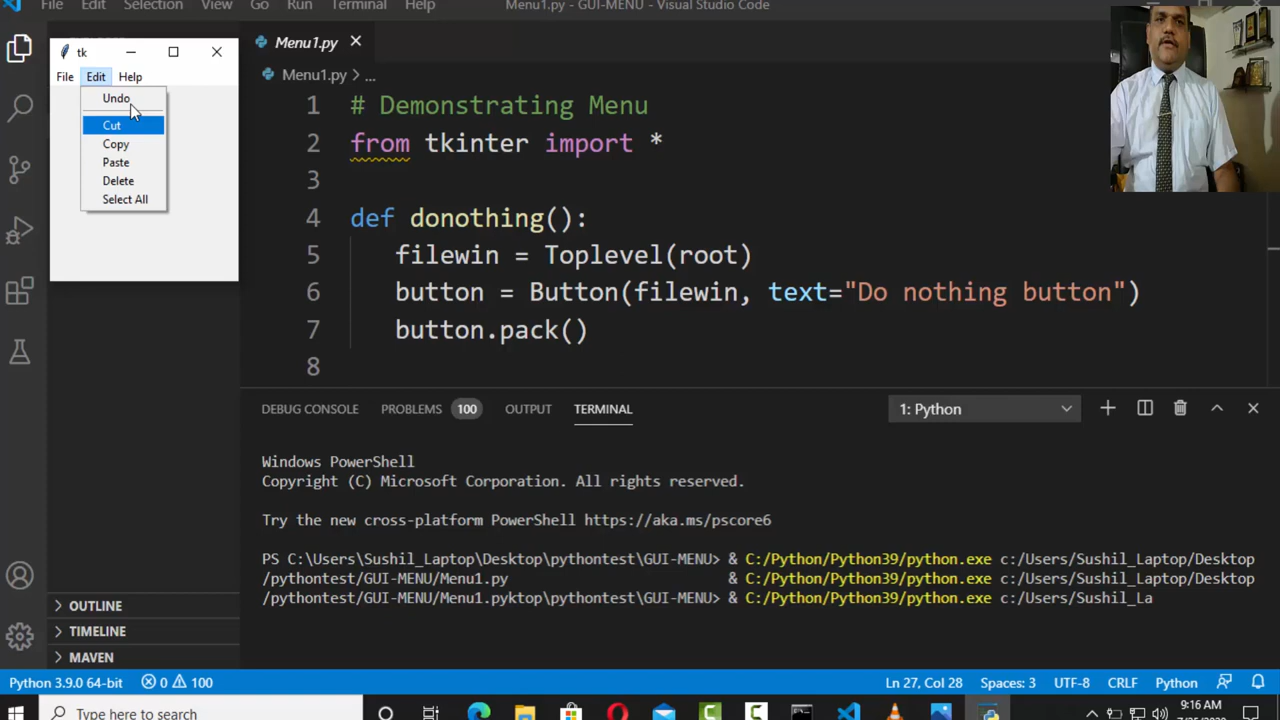 File Edit Selection View Go Run Terminal Help Menu1.py - GUI-MENU - Visual Studio Code
tk
File Edit Help
Undo
Cut
Copy
Paste
Delete
Select All
Menu1.py
Menu1.py > ...
1 # Demonstrating Menu
2 from tkinter import *
3
4 def donothing():
5 filewin = Toplevel(root)
6 button = Button(filewin, text="Do nothing button")
7 button.pack()
8
DEBUG CONSOLE PROBLEMS 100 OUTPUT TERMINAL 1: Python
Windows PowerShell
Copyright (C) Microsoft Corporation. All rights reserved.
Try the new cross-platform PowerShell https://aka.ms/pscore6
PS C:\Users\Sushil_Laptop\Desktop\pythontest\GUI-MENU> & C:/Python/Python39/python.exe c:/Users/Sushil_Laptop/Desktop
/pythontest/GUI-MENU/Menu1.py & C:/Python/Python39/python.exe c:/Users/Sushil_Laptop/Desktop
/pythontest/GUI-MENU/Menu1.pyktop\pythontest\GUI-MENU> & C:/Python/Python39/python.exe c:/Users/Sushil_La
OUTLINE
TIMELINE
MAVEN
Python 3.9.0 64-bit 0 100 Ln 27, Col 28 Spaces: 3 UTF-8 CRLF Python
Type here to search
9:16 AM